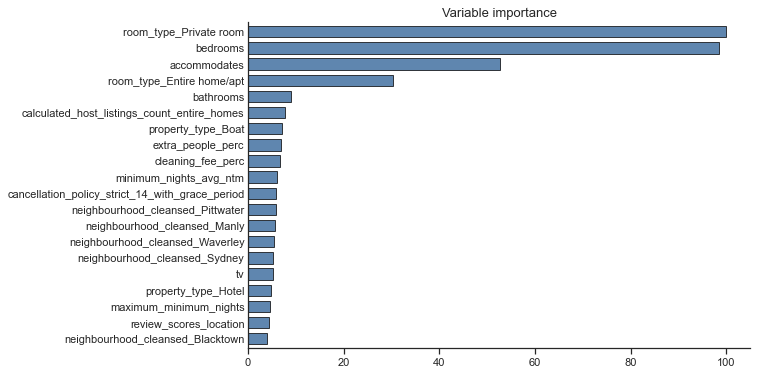 Variable importance
room_type_Private room
bedrooms
accommodates
room_type_Entire home/apt
bathrooms
calculated_host_listings_count_entire_homes
property_type_Boat
extra_people_perc
cleaning_fee_perc
minimum_nights_avg_ntm
cancellation_policy_strict_14_with_grace_period
neighbourhood_cleansed_Pittwater
neighbourhood_cleansed_Manly
neighbourhood_cleansed_Waverley
neighbourhood_cleansed_Sydney
tv
property_type_Hotel
maximum_minimum_nights
review_scores_location
neighbourhood_cleansed_Blacktown
0 20 40 60 80 100